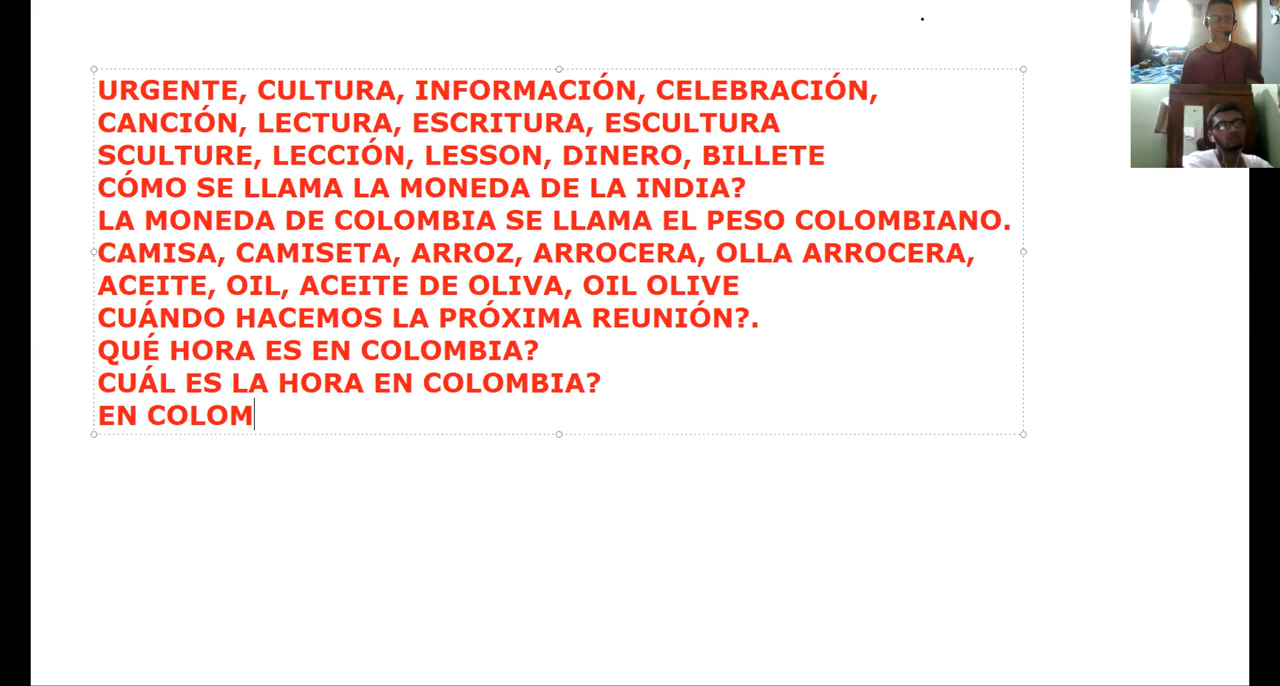 URGENTE, CULTURA, INFORMACIÓN, CELEBRACIÓN,
CANCIÓN, LECTURA, ESCRITURA, ESCULTURA
SCULTURE, LECCIÓN, LESSON, DINERO, BILLETE
CÓMO SE LLAMA LA MONEDA DE LA INDIA?
LA MONEDA DE COLOMBIA SE LLAMA EL PESO COLOMBIANO.
CAMISA, CAMISETA, ARROZ, ARROCERA, OLLA ARROCERA,
ACEITE, OIL, ACEITE DE OLIVA, OIL OLIVE
CUÁNDO HACEMOS LA PRÓXIMA REUNIÓN?.
QUÉ HORA ES EN COLOMBIA?
CUÁL ES LA HORA EN COLOMBIA?
EN COLOM